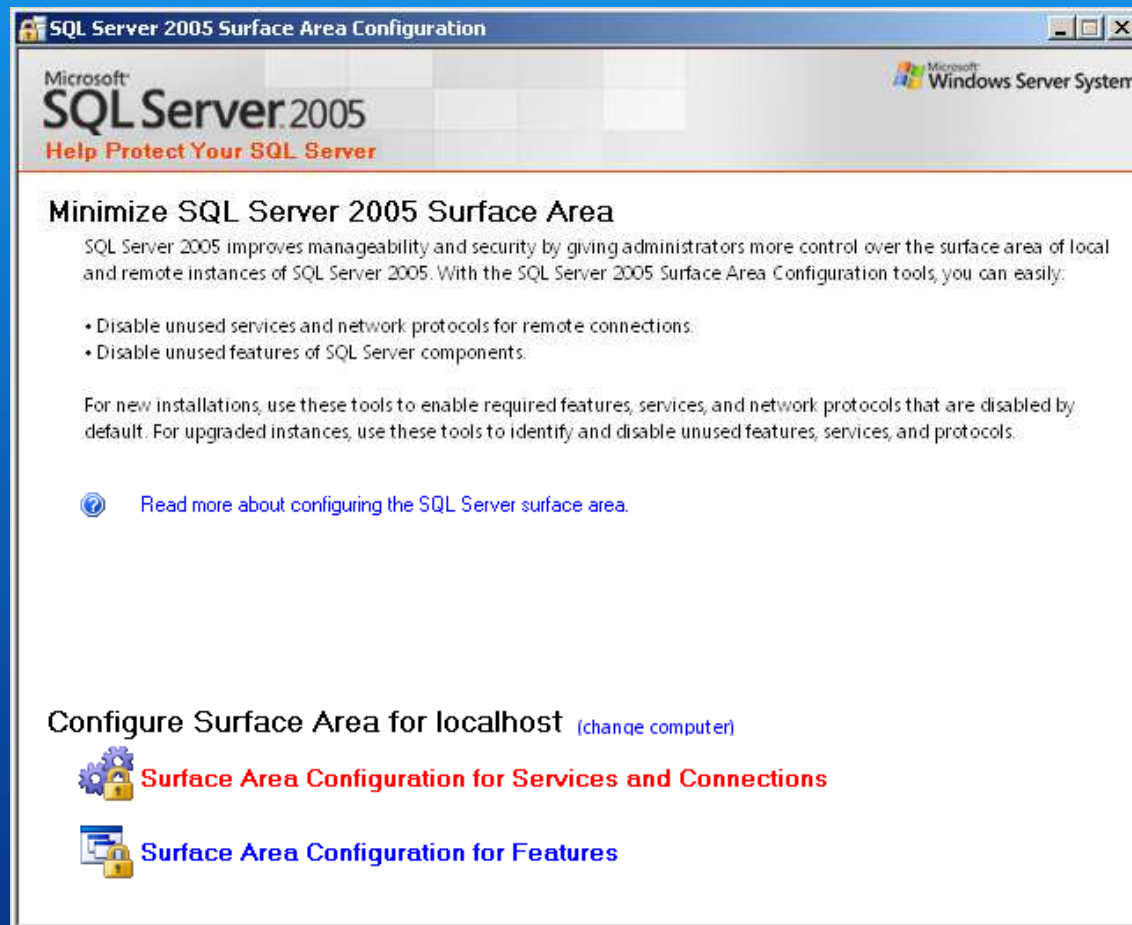 SQL Server 2005 Surface Area Configuration
Microsoft
SQL Server 2005
Help Protect Your SQL Server
Microsoft
Windows Server System
Minimize SQL Server 2005 Surface Area
SQL Server 2005 improves manageability and security by giving administrators more control over the surface area of local
and remote instances of SQL Server 2005. With the SQL Server 2005 Surface Area Configuration tools, you can easily:
• Disable unused services and network protocols for remote connections.
• Disable unused features of SQL Server components.
For new installations, use these tools to enable required features, services, and network protocols that are disabled by
default. For upgraded instances, use these tools to identify and disable unused features, services, and protocols.
Read more about configuring the SQL Server surface area.
Configure Surface Area for localhost (change computer)
Surface Area Configuration for Services and Connections
Surface Area Configuration for Features